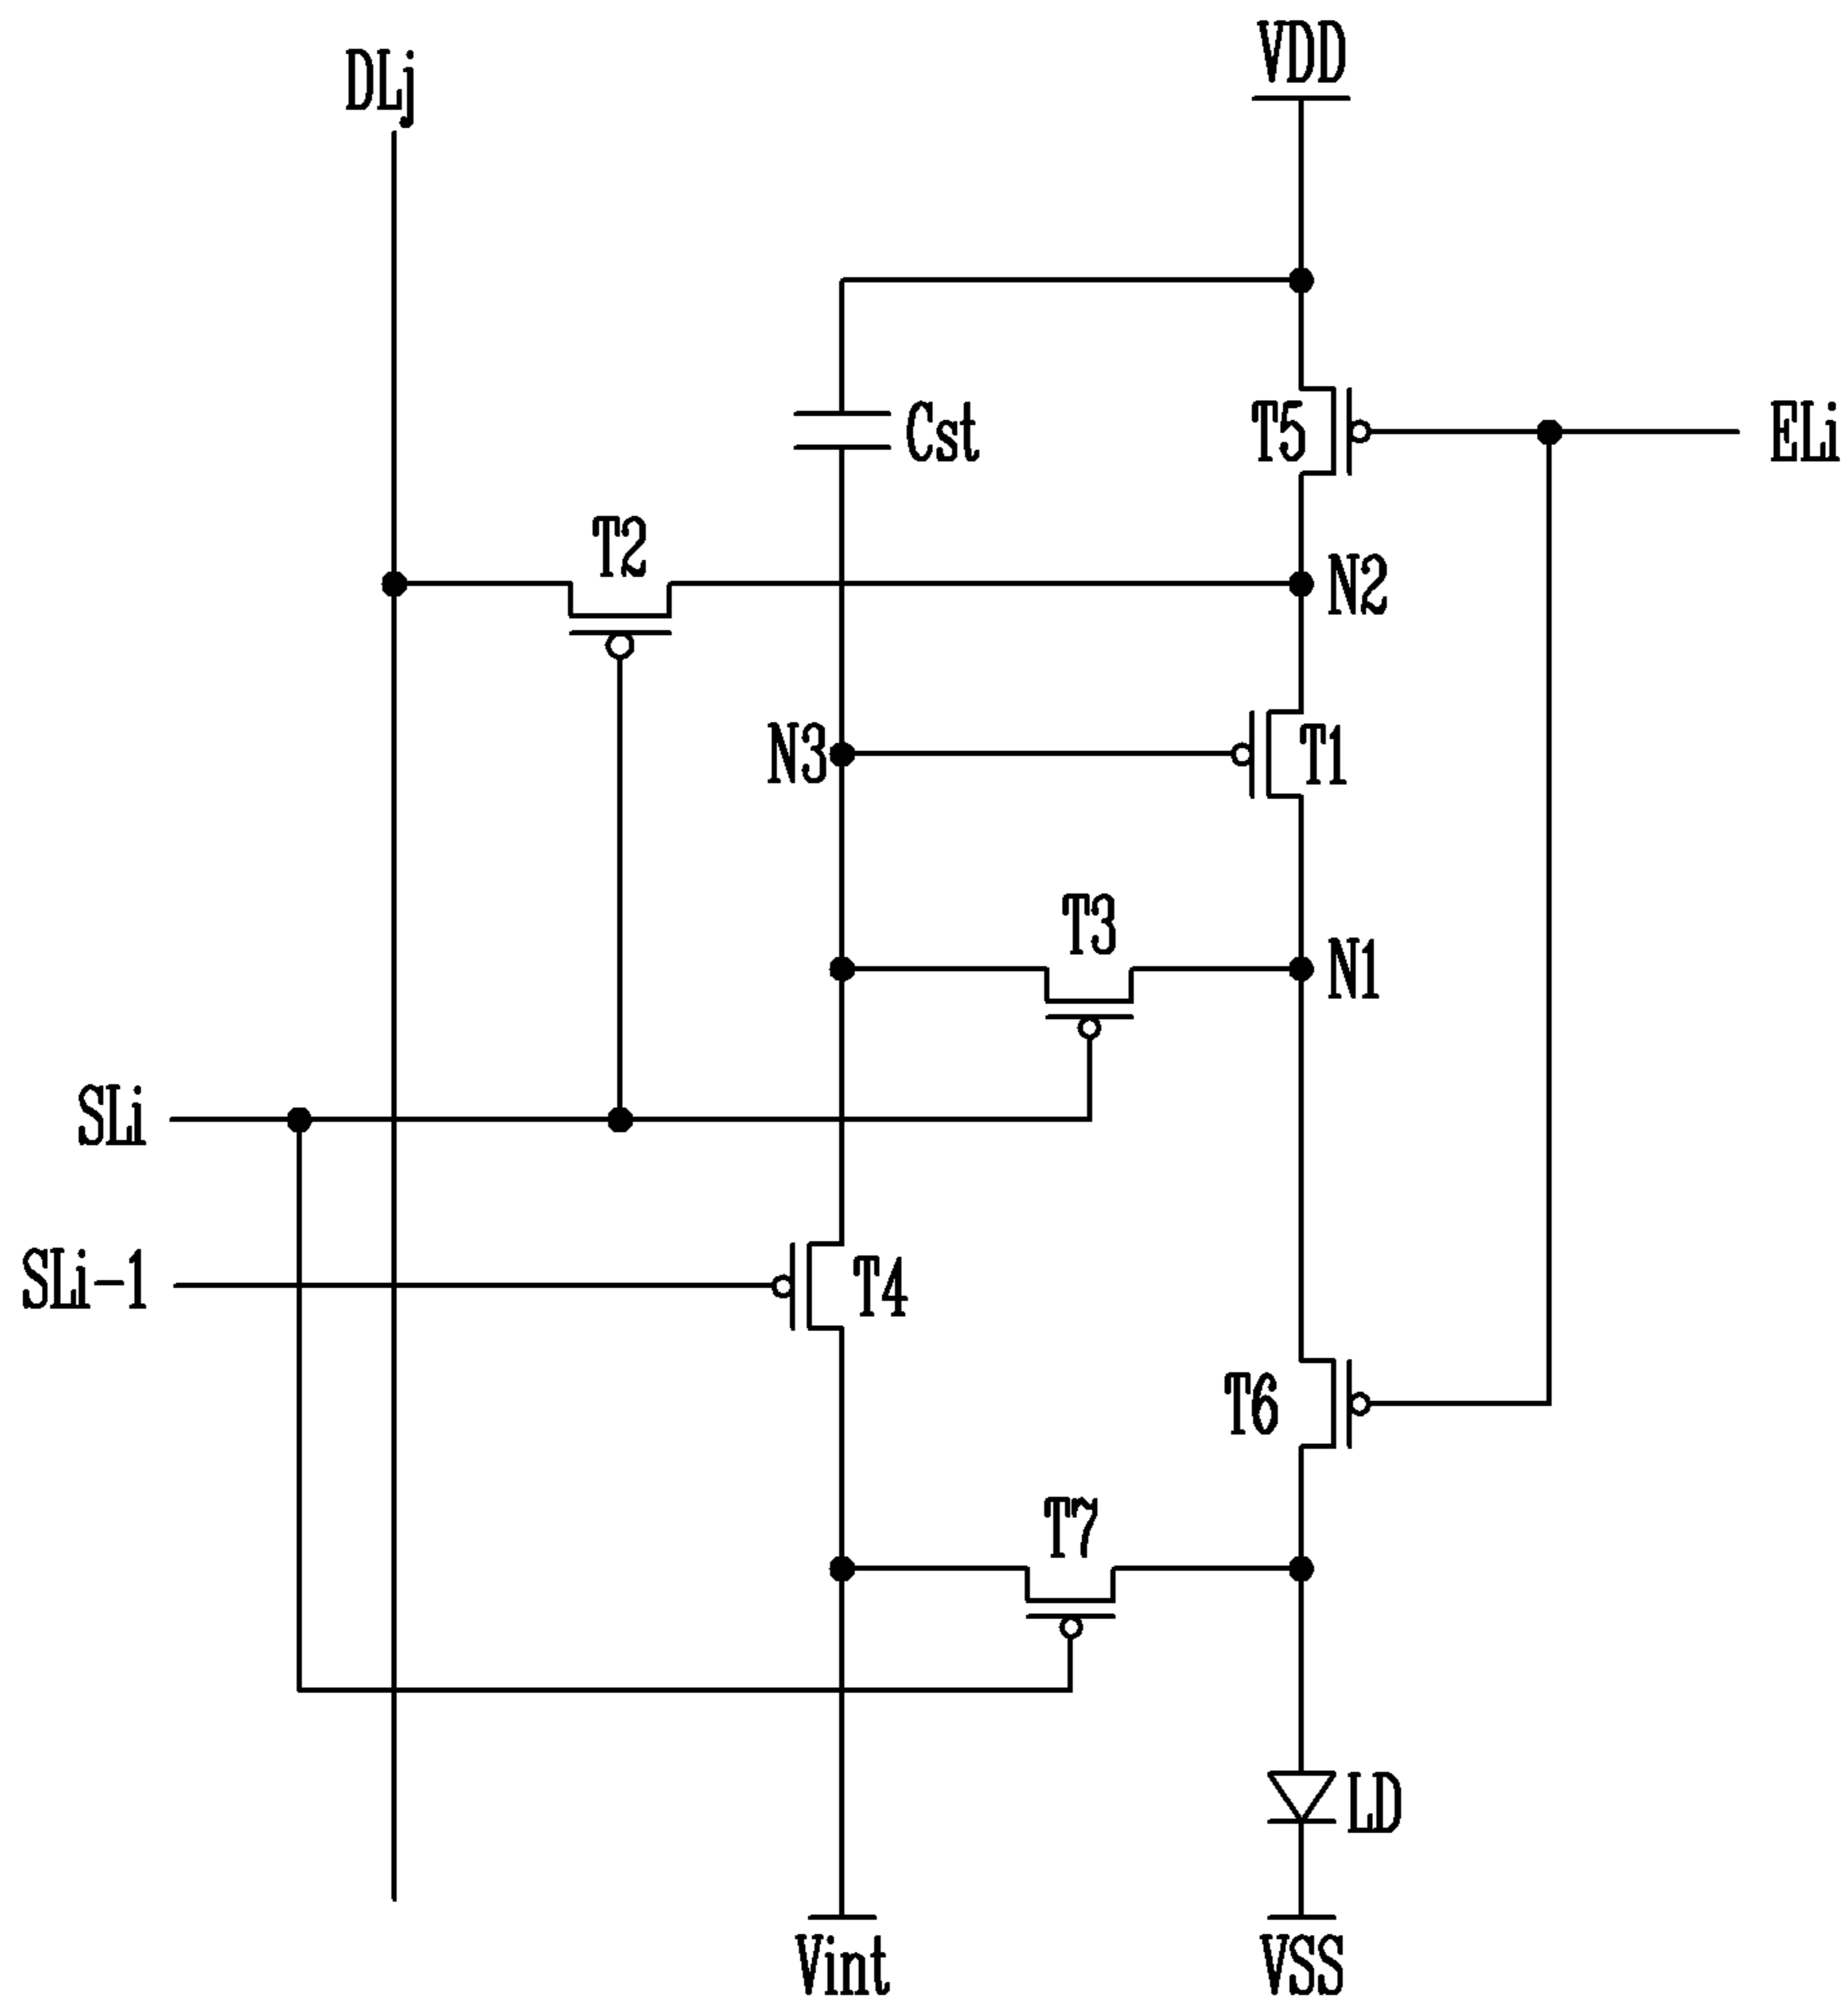 VDD
DLj
Cst
T5
ELi
T2
N2
N3
T1
T3
N1
SLi
SLi-1
T4
T6
T7
LD
Vint
VSS